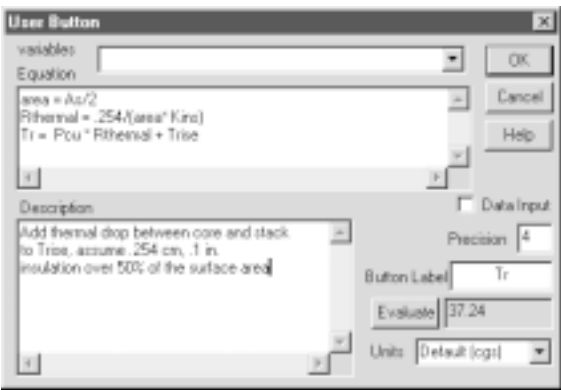 User Button
variables
OK
Equation
area = As/2
Rthermal = .254/(area* Kins)
Tr = Pcu * Rthermal + Trise
Cancel
Help
Data Input
Description
Add thermal drop between core and stack
to Trise, assume .254 cm, .1 in.
insulation over 50% of the surface area
Precision 4
Button Label Tr
Evaluate 37.24
Units Default (cgs)